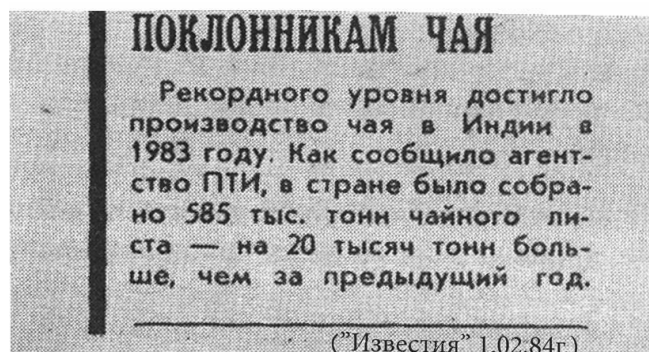 ПОКЛОННИКАМ ЧАЯ
Рекордного уровня достигло
производство чая в Индии в
1983 году. Как сообщило агент-
ство ПТИ, в стране было собра-
но 585 тыс. тонн чайного ли-
ста — на 20 тысяч тонн боль-
ше, чем за предыдущий год.
("Известия" 1.02.84г)